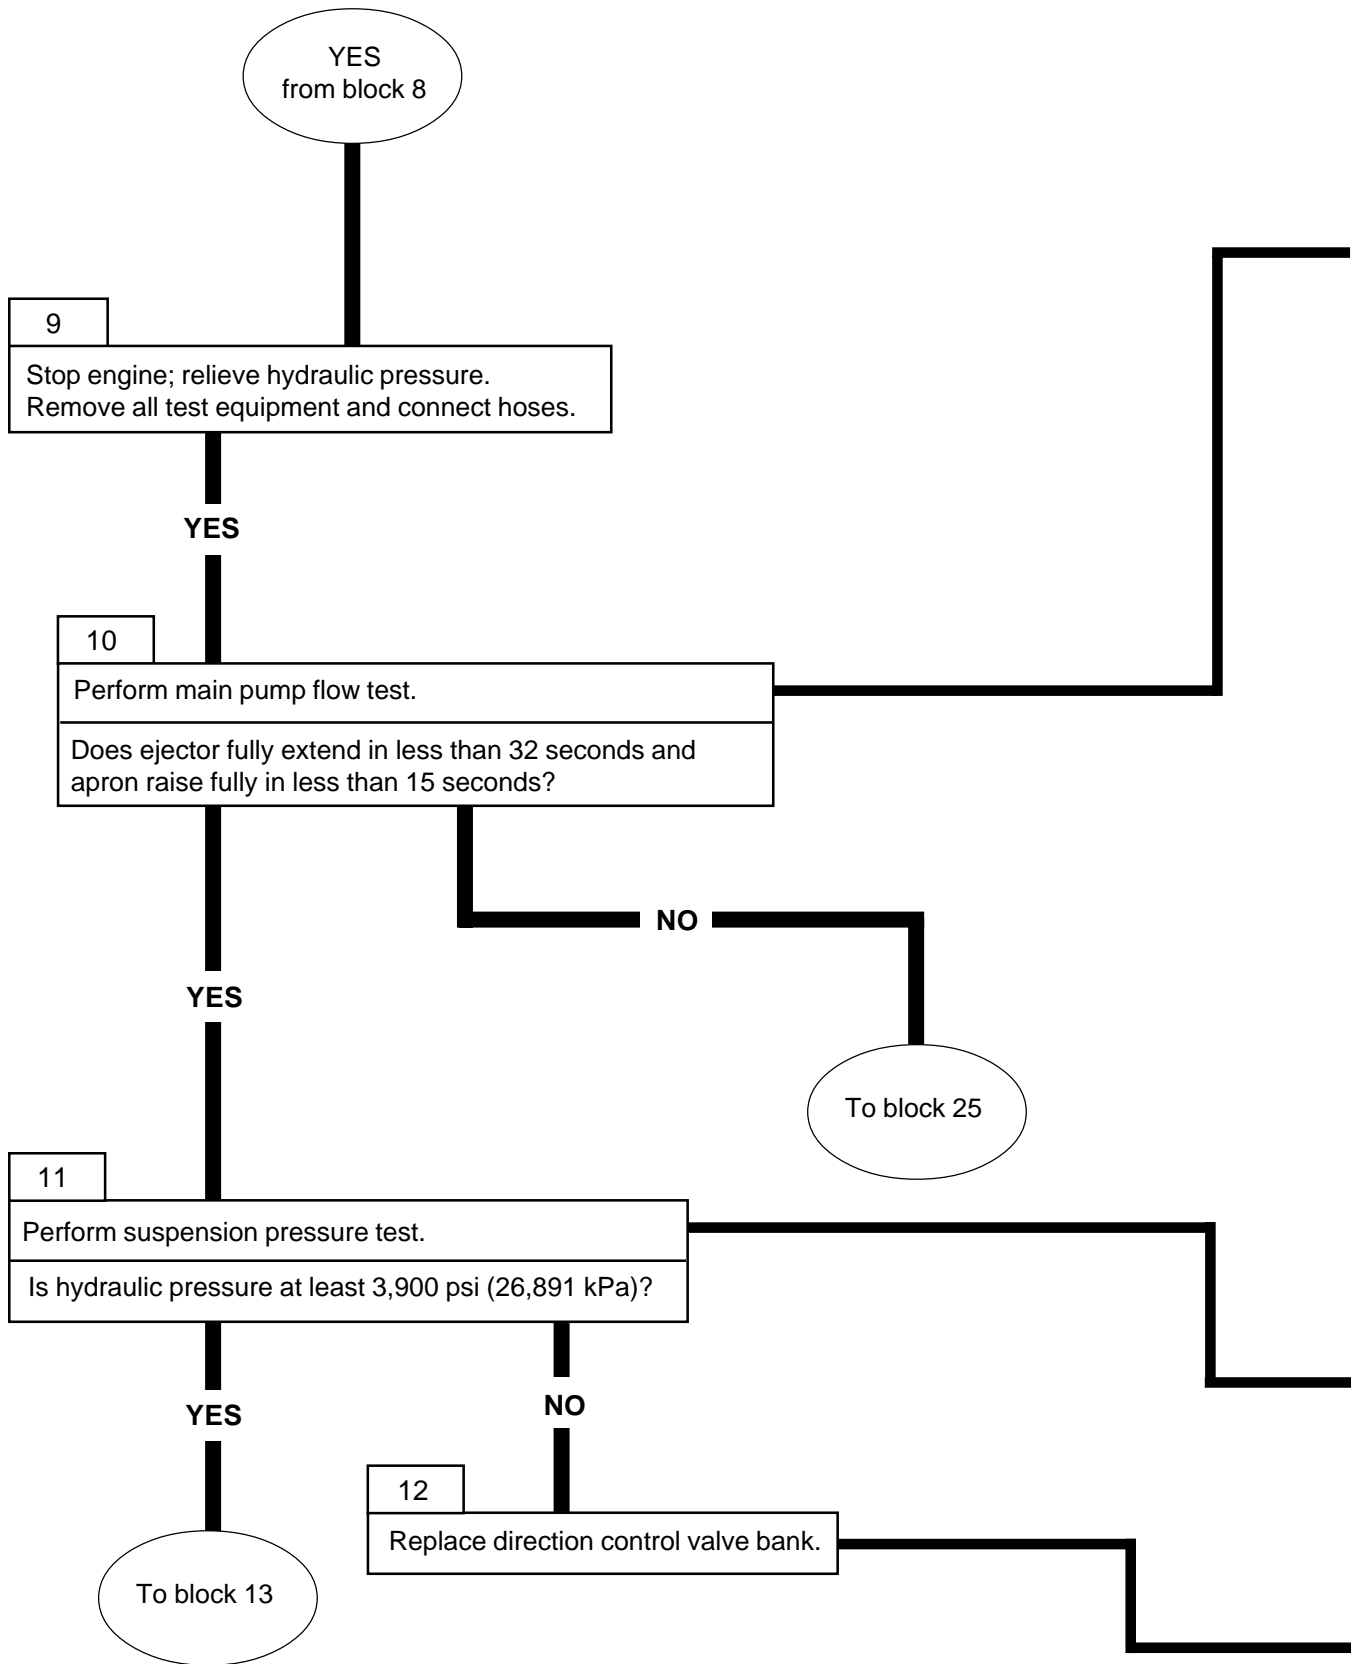 YES
from block 8
9
Stop engine; relieve hydraulic pressure.
Remove all test equipment and connect hoses.
YES
10
Perform main pump flow test.
Does ejector fully extend in less than 32 seconds and
apron raise fully in less than 15 seconds?
NO
YES
To block 25
11
Perform suspension pressure test.
Is hydraulic pressure at least 3,900 psi (26,891 kPa)?
YES
NO
12
Replace direction control valve bank.
To block 13